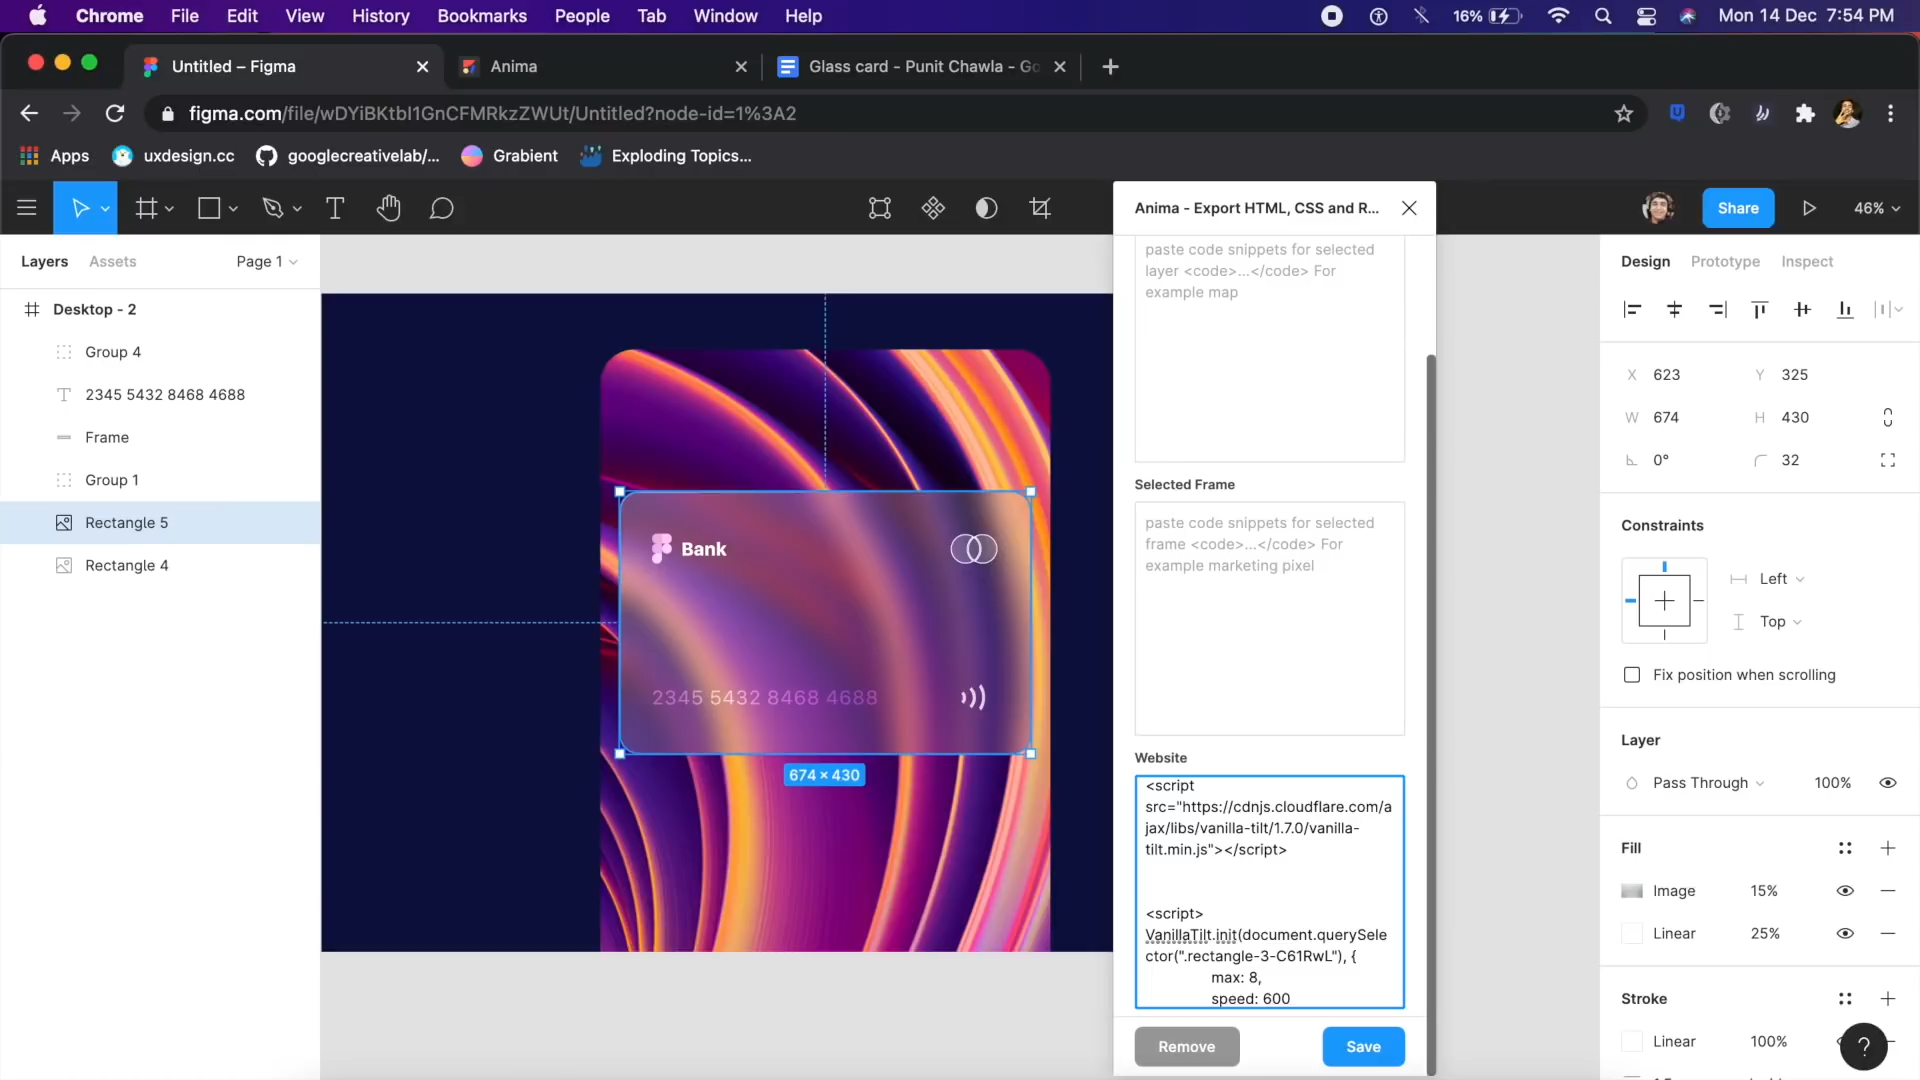 Chrome File Edit View History Bookmarks People Tab Window Help 16% Mon 14 Dec 7:54 PM
Untitled – Figma Anima Glass card - Punit Chawla - Go
figma.com/file/wDYiBKtbI1GnCFMRkzZWUt/Untitled?node-id=1%3A2
Apps uxdesign.cc googlecreativelab/... Grabient Exploding Topics...
Anima - Export HTML, CSS and R... Share 46%
Layers Assets Page 1
Desktop - 2
Group 4
2345 5432 8468 4688
Frame
Group 1
Rectangle 5
Rectangle 4
Bank
2345 5432 8468 4688
674 × 430
paste code snippets for selected
layer <code>...</code> For
example map
Selected Frame
paste code snippets for selected
frame <code>...</code> For
example marketing pixel
Website
<script
src="https://cdnjs.cloudflare.com/a
jax/libs/vanilla-tilt/1.7.0/vanilla-
tilt.min.js"></script>
<script>
VanillaTilt.init(document.querySele
ctor(".rectangle-3-C61RwL"), {
max: 8,
speed: 600
Remove Save
Design Prototype Inspect
X 623 Y 325
W 674 H 430
0° 32
Constraints
Left
Top
Fix position when scrolling
Layer
Pass Through 100%
Fill
Image 15%
Linear 25%
Stroke
Linear 100%
?